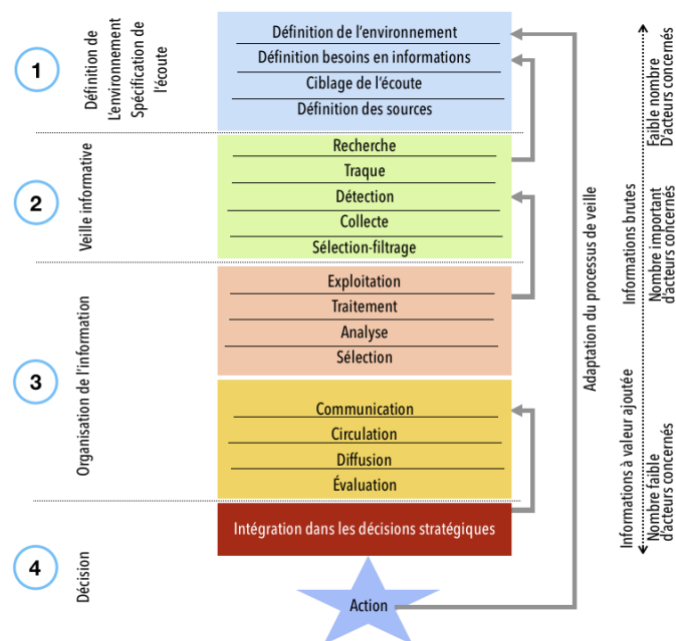 1
Définition de
L'environnement
Spécification de
l'écoute
Définition de l'environnement
Définition besoins en informations
Ciblage de l'écoute
Définition des sources
2
Veille informative
Recherche
Traque
Détection
Collecte
Sélection-filtrage
3
Organisation de l'information
Exploitation
Traitement
Analyse
Sélection
Communication
Circulation
Diffusion
Évaluation
4
Décision
Intégration dans les décisions stratégiques
Action
Adaptation du processus de veille
Informations brutes
Informations à valeur ajoutée
Faible nombre
D'acteurs concernés
Nombre important
d'acteurs concernés
Nombre faible
d'acteurs concernés